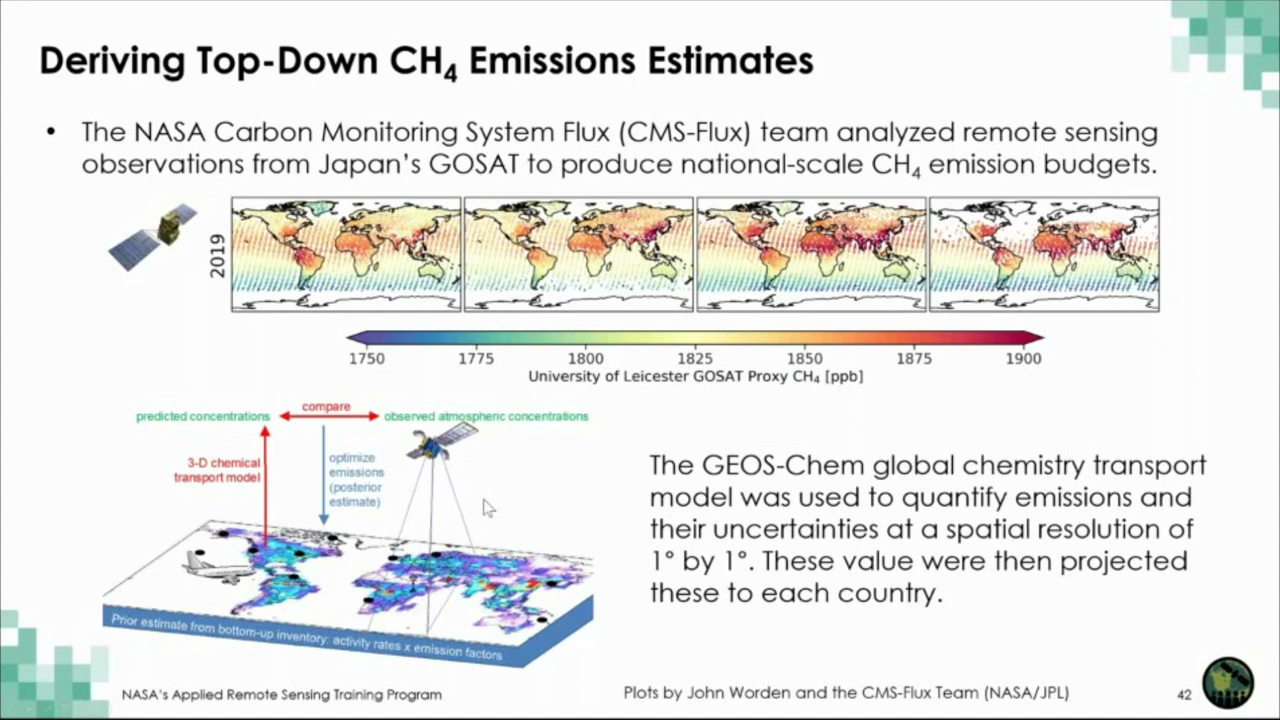 Deriving Top-Down CH₄ Emissions Estimates
• The NASA Carbon Monitoring System Flux (CMS-Flux) team analyzed remote sensing
observations from Japan's GOSAT to produce national-scale CH₄ emission budgets.
2019
1750 1775 1800 1825 1850 1875 1900
University of Leicester GOSAT Proxy CH₄ [ppb]
compare
predicted concentrations
observed atmospheric concentrations
3-D chemical
transport model
optimize
emissions
(posterior
estimate)
Prior estimate from bottom-up inventory: activity rates x emission factors
The GEOS-Chem global chemistry transport
model was used to quantify emissions and
their uncertainties at a spatial resolution of
1° by 1°. These value were then projected
these to each country.
NASA's Applied Remote Sensing Training Program
Plots by John Worden and the CMS-Flux Team (NASA/JPL)
42